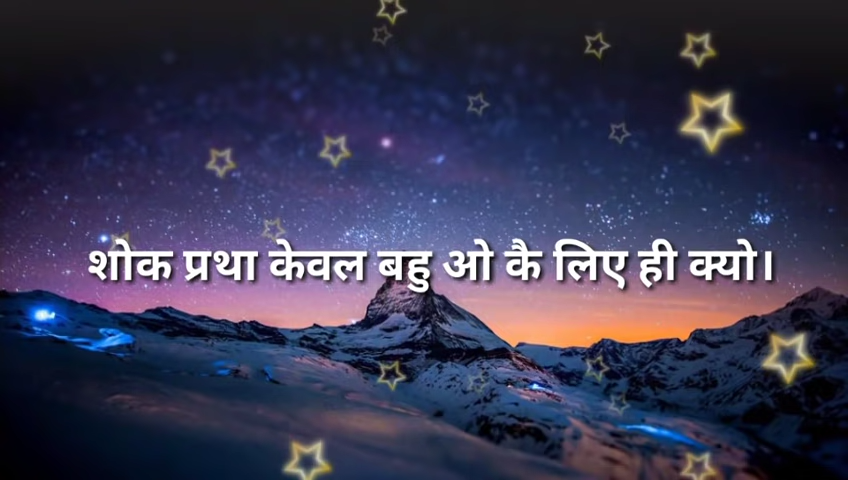 शोक प्रथा केवल बहु ओ कै लिए ही क्यो।